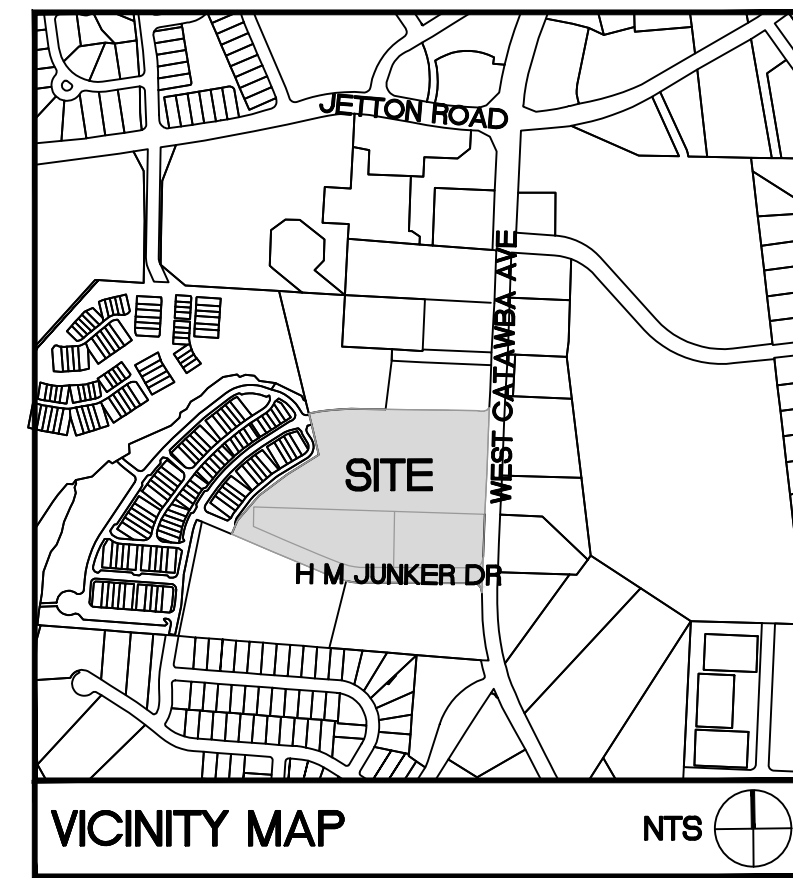 JETTON ROAD
WEST CATAWBA AVE
SITE
H M JUNKER DR
VICINITY MAP
NTS